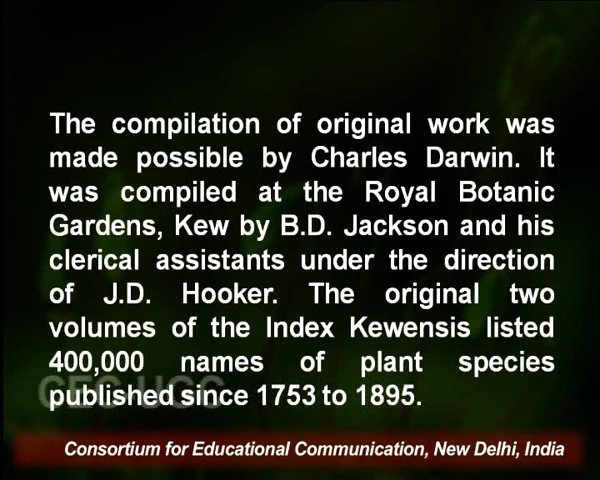 The compilation of original work was
made possible by Charles Darwin. It
was compiled at the Royal Botanic
Gardens, Kew by B.D. Jackson and his
clerical assistants under the direction
of J.D. Hooker. The original two
volumes of the Index Kewensis listed
400,000 names of plant species
published since 1753 to 1895.
CEC-UGC
Consortium for Educational Communication, New Delhi, India